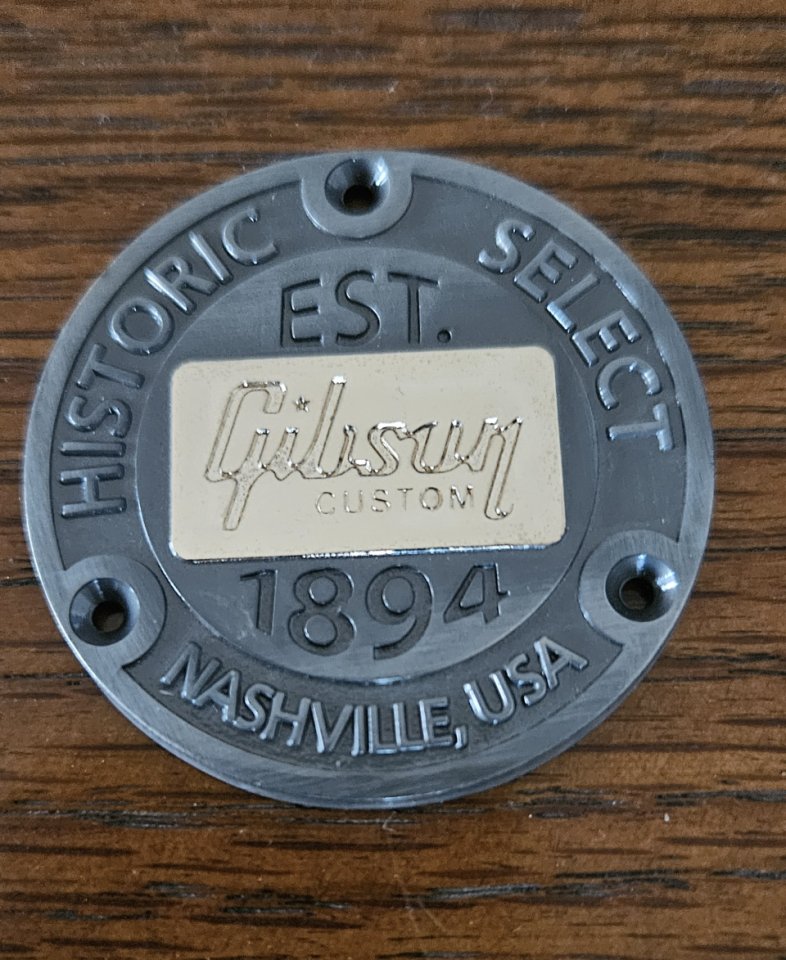 HISTORIC SELECT
EST.
Gibson
CUSTOM
1894
NASHVILLE, USA